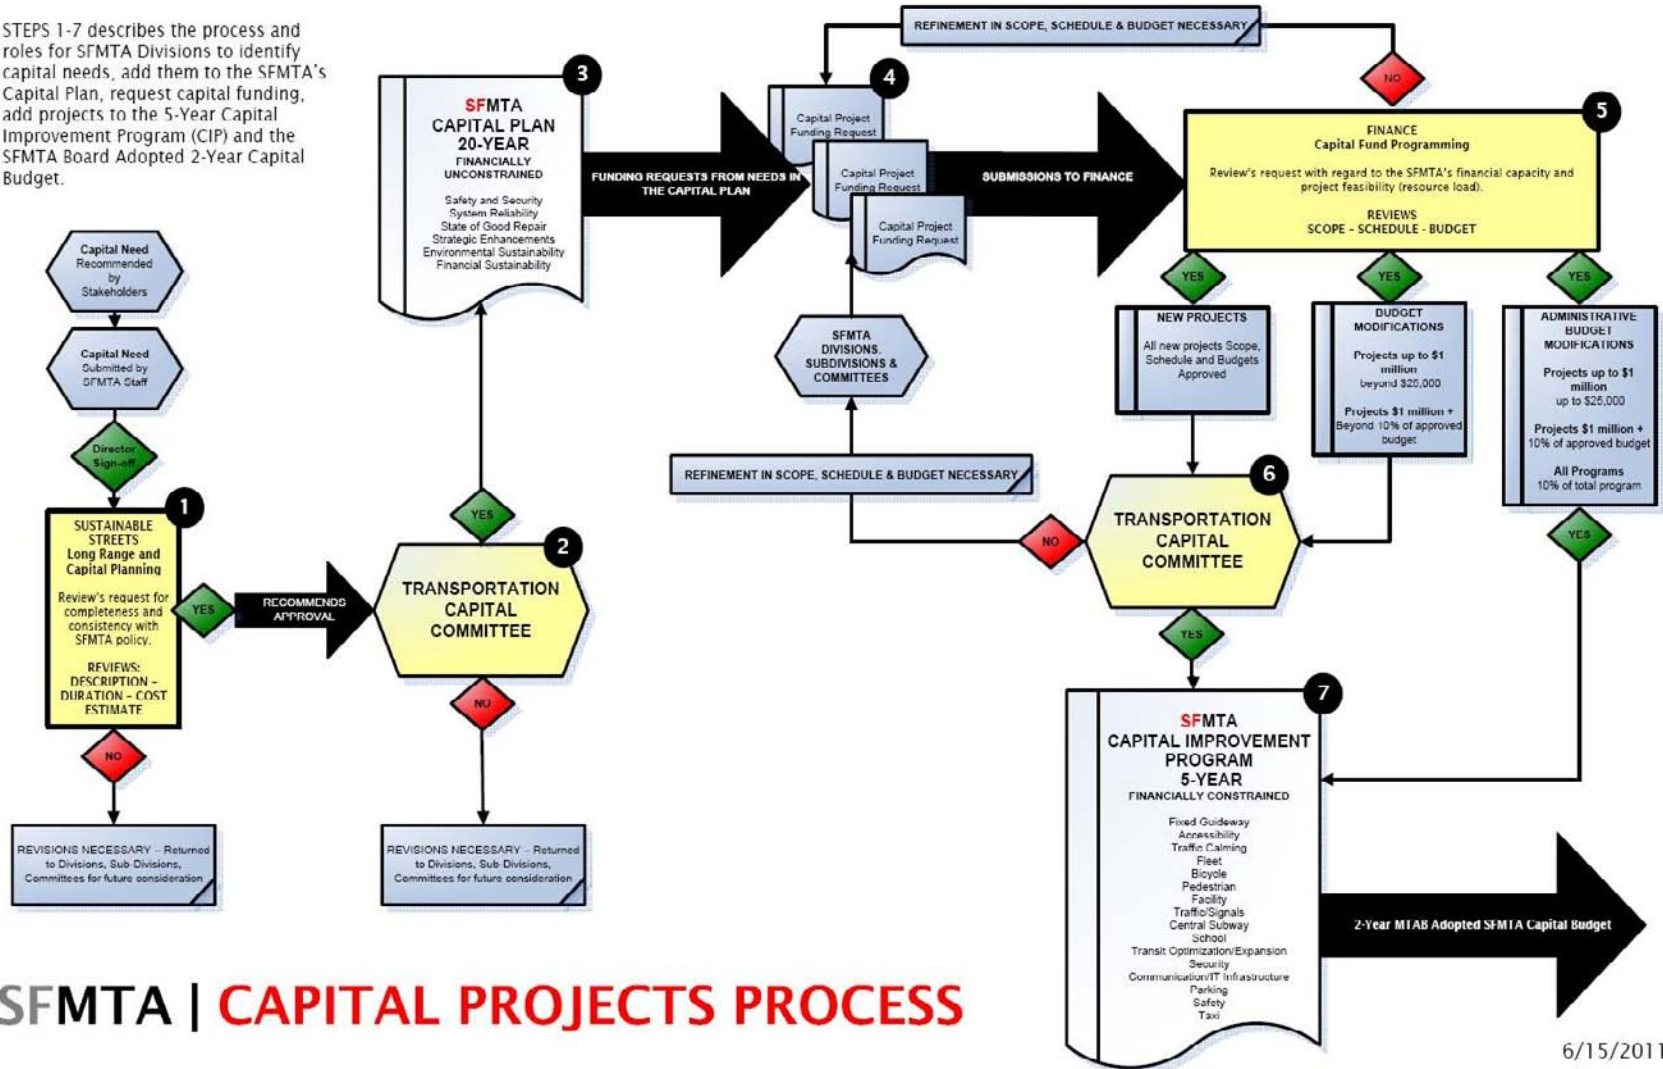 STEPS 1-7 describes the process and
roles for SFMTA Divisions to identify
capital needs, add them to the SFMTA's
Capital Plan, request capital funding,
add projects to the 5-Year Capital
Improvement Program (CIP) and the
SFMTA Board Adopted 2-Year Capital
Budget.
Capital Need
Recommended
by
Stakeholders
Capital Need
Submitted by
SFMTA Staff
Director
Sign-off
1
SUSTAINABLE
STREETS
Long Range and
Capital Planning
Review's request for
completeness and
consistency with
SFMTA policy.
REVIEWS:
DESCRIPTION –
DURATION – COST
ESTIMATE
YES
NO
REVISIONS NECESSARY – Returned
to Divisions, Sub-Divisions,
Committees for future consideration
RECOMMENDS
APPROVAL
2
TRANSPORTATION
CAPITAL
COMMITTEE
YES
NO
REVISIONS NECESSARY – Returned
to Divisions, Sub-Divisions,
Committees for future consideration
3
SFMTA
CAPITAL PLAN
20-YEAR
FINANCIALLY
UNCONSTRAINED
Safety and Security
System Reliability
State of Good Repair
Strategic Enhancements
Environmental Sustainability
Financial Sustainability
FUNDING REQUESTS FROM NEEDS IN
THE CAPITAL PLAN
4
Capital Project
Funding Request
Capital Project
Funding Request
Capital Project
Funding Request
SFMTA
DIVISIONS,
SUBDIVISIONS &
COMMITTEES
REFINEMENT IN SCOPE, SCHEDULE & BUDGET NECESSARY
SUBMISSIONS TO FINANCE
REFINEMENT IN SCOPE, SCHEDULE & BUDGET NECESSARY
NO
5
FINANCE
Capital Fund Programming
Review's request with regard to the SFMTA's financial capacity and
project feasibility (resource load).
REVIEWS
SCOPE – SCHEDULE - BUDGET
YES
YES
YES
NEW PROJECTS
All new projects Scope,
Schedule and Budgets
Approved
BUDGET
MODIFICATIONS
Projects up to $1
million
beyond $25,000
Projects $1 million +
Beyond 10% of approved
budget
ADMINISTRATIVE
BUDGET
MODIFICATIONS
Projects up to $1
million
up to $25,000
Projects $1 million +
10% of approved budget
All Programs
10% of total program
YES
6
TRANSPORTATION
CAPITAL
COMMITTEE
NO
YES
7
SFMTA
CAPITAL IMPROVEMENT
PROGRAM
5-YEAR
FINANCIALLY CONSTRAINED
Fixed Guideway
Accessibility
Traffic Calming
Fleet
Bicycle
Pedestrian
Facility
Traffic/Signals
Central Subway
School
Transit Optimization/Expansion
Security
Communication/IT Infrastructure
Parking
Safety
Taxi
2-Year MTAB Adopted SFMTA Capital Budget
SFMTA | CAPITAL PROJECTS PROCESS
6/15/2011